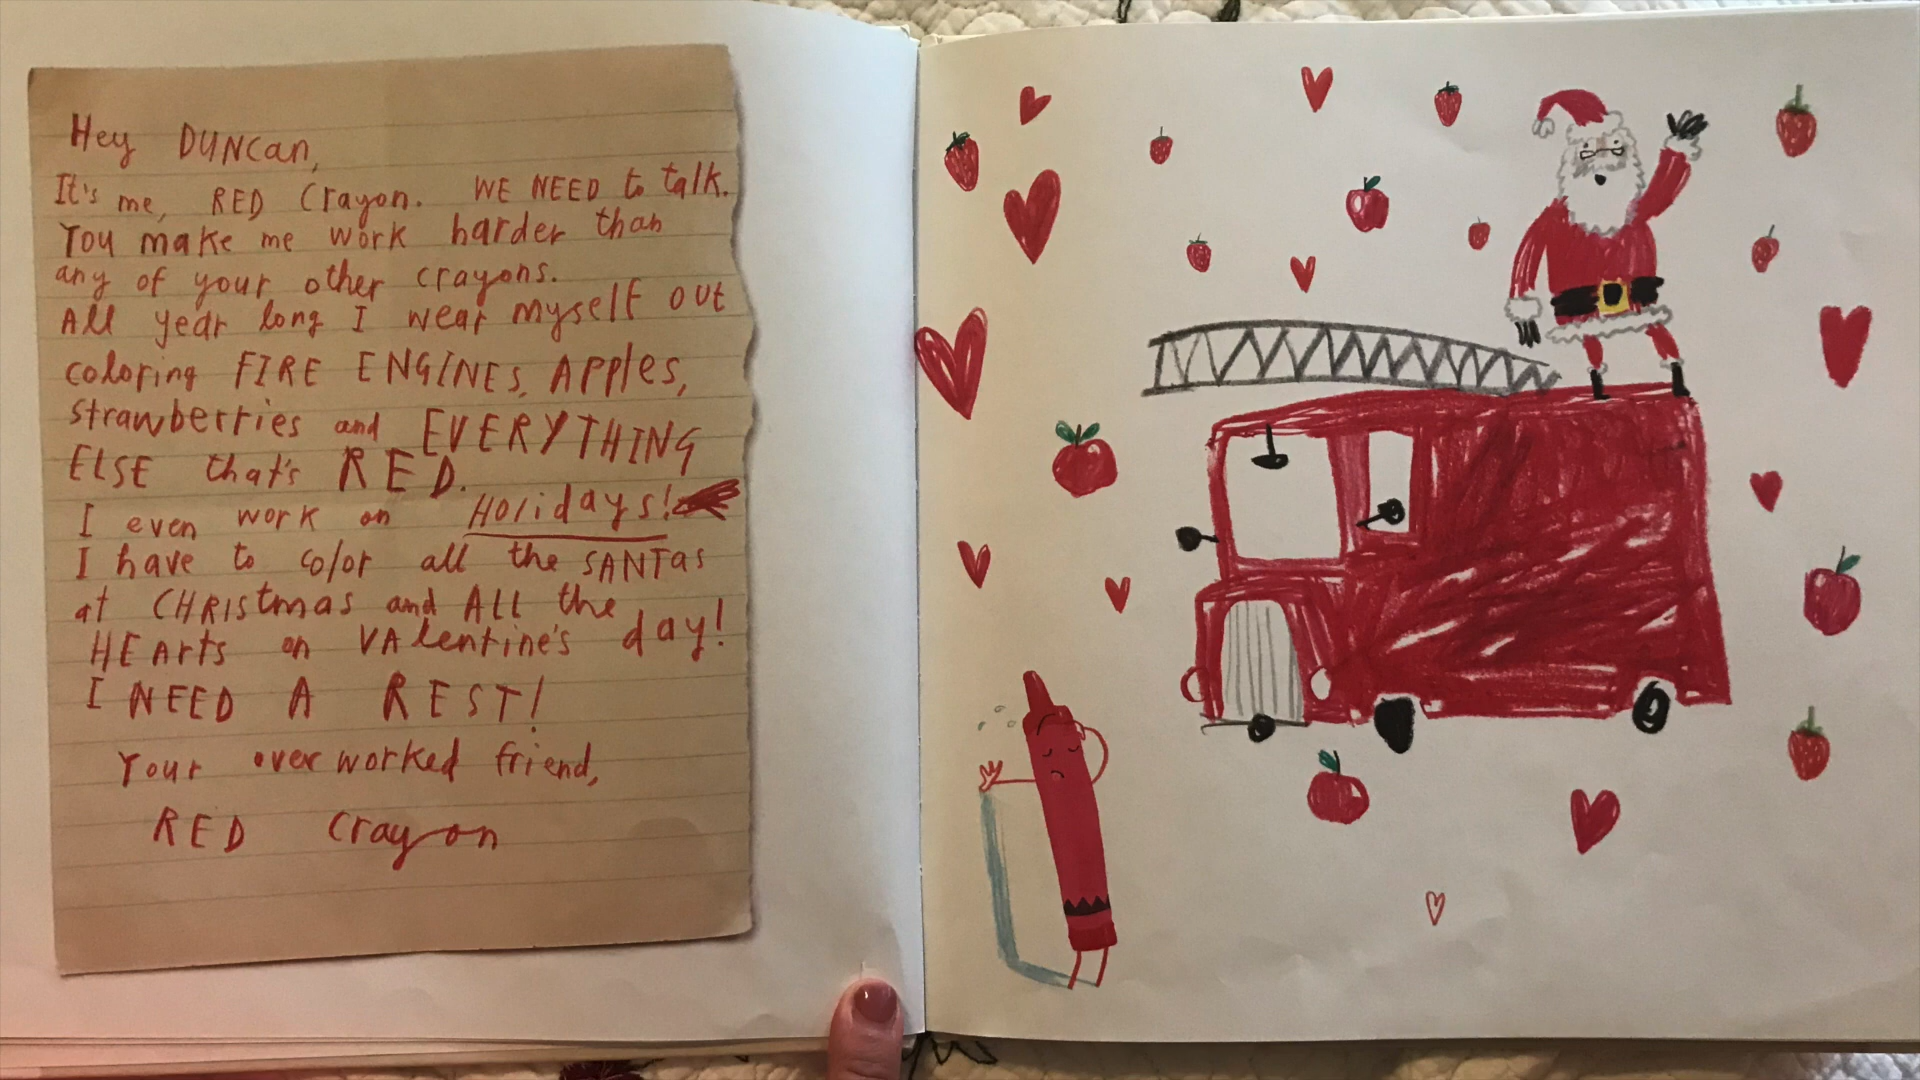 Hey DUNCan,
It's me, RED Crayon. WE NEED to talk.
You make me work harder than
any of your other crayons.
All year long I wear myself out
coloring FIRE ENGINES, Apples,
strawberries and EVERYTHING
ELSE that's RED.
I even work on Holidays!
I have to color all the SANTas
at CHRIStmas and ALL the
HEArts on VAlentine's day!
I NEED A REST!
Your overworked friend,
RED Crayon